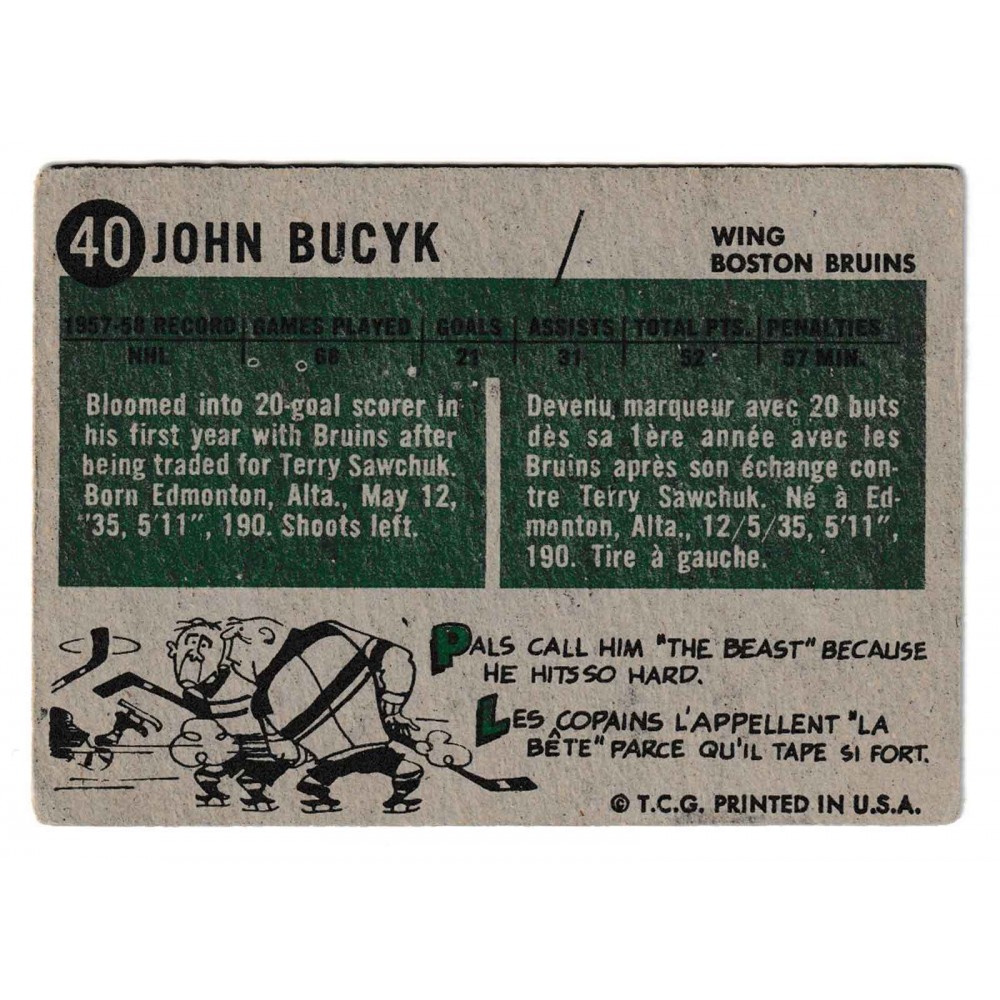 40 JOHN BUCYK
WING
BOSTON BRUINS
1957-58 RECORD GAMES PLAYED GOALS ASSISTS TOTAL PTS. PENALTIES
NHL 68 21 31 52 57 MIN.
Bloomed into 20-goal scorer in
his first year with Bruins after
being traded for Terry Sawchuk.
Born Edmonton, Alta., May 12,
'35, 5'11", 190. Shoots left.
Devenu marqueur avec 20 buts
dès sa 1ère année avec les
Bruins après son échange con-
tre Terry Sawchuk. Né à Ed-
monton, Alta., 12/5/35, 5'11",
190. Tire à gauche.
PALS CALL HIM "THE BEAST" BECAUSE
HE HITS SO HARD.
LES COPAINS L'APPELLENT "LA
BÊTE" PARCE QU'IL TAPE SI FORT.
© T.C.G. PRINTED IN U.S.A.